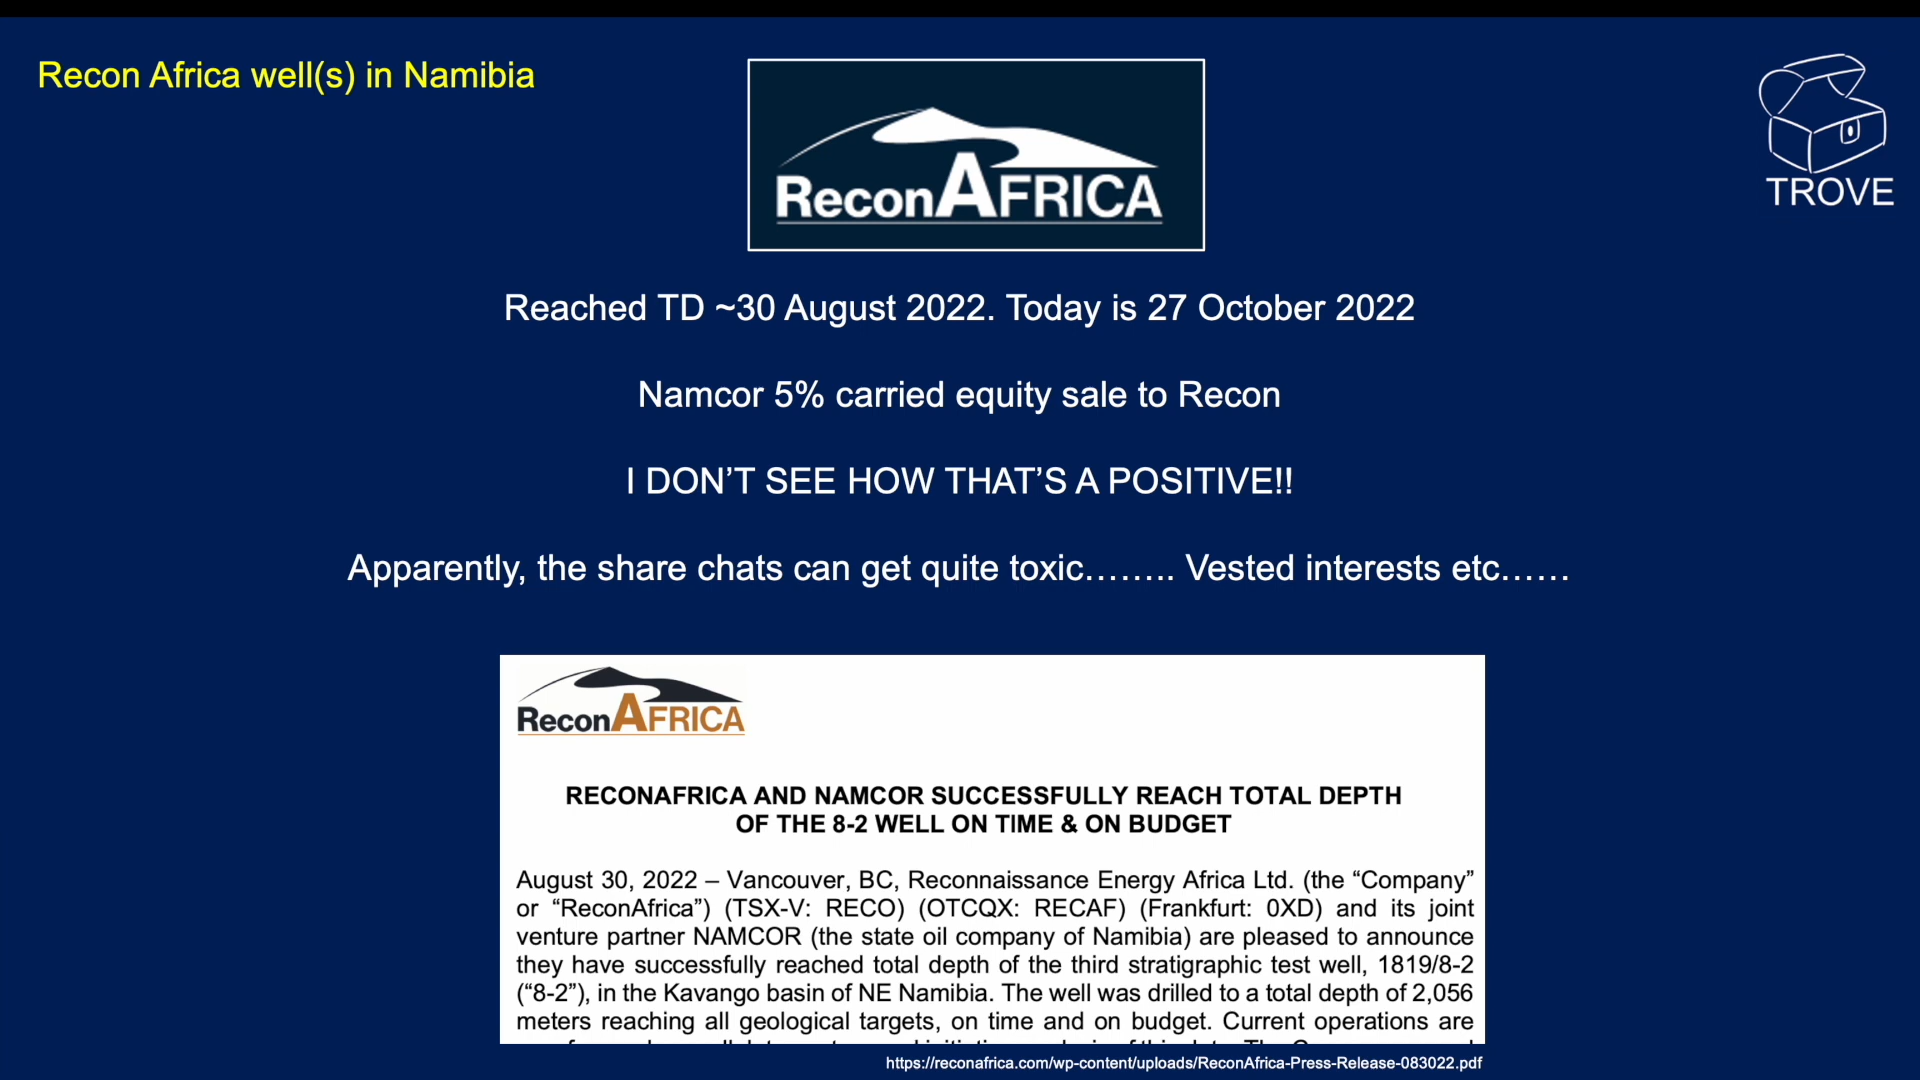 Recon Africa well(s) in Namibia
ReconAFRICA
TROVE
Reached TD ~30 August 2022. Today is 27 October 2022
Namcor 5% carried equity sale to Recon
I DON’T SEE HOW THAT’S A POSITIVE!!
Apparently, the share chats can get quite toxic…….. Vested interests etc……
ReconAFRICA
RECONAFRICA AND NAMCOR SUCCESSFULLY REACH TOTAL DEPTH
OF THE 8-2 WELL ON TIME & ON BUDGET
August 30, 2022 – Vancouver, BC, Reconnaissance Energy Africa Ltd. (the “Company”
or “ReconAfrica”) (TSX-V: RECO) (OTCQX: RECAF) (Frankfurt: 0XD) and its joint
venture partner NAMCOR (the state oil company of Namibia) are pleased to announce
they have successfully reached total depth of the third stratigraphic test well, 1819/8-2
(“8-2”), in the Kavango basin of NE Namibia. The well was drilled to a total depth of 2,056
meters reaching all geological targets, on time and on budget. Current operations are
https://reconafrica.com/wp-content/uploads/ReconAfrica-Press-Release-083022.pdf